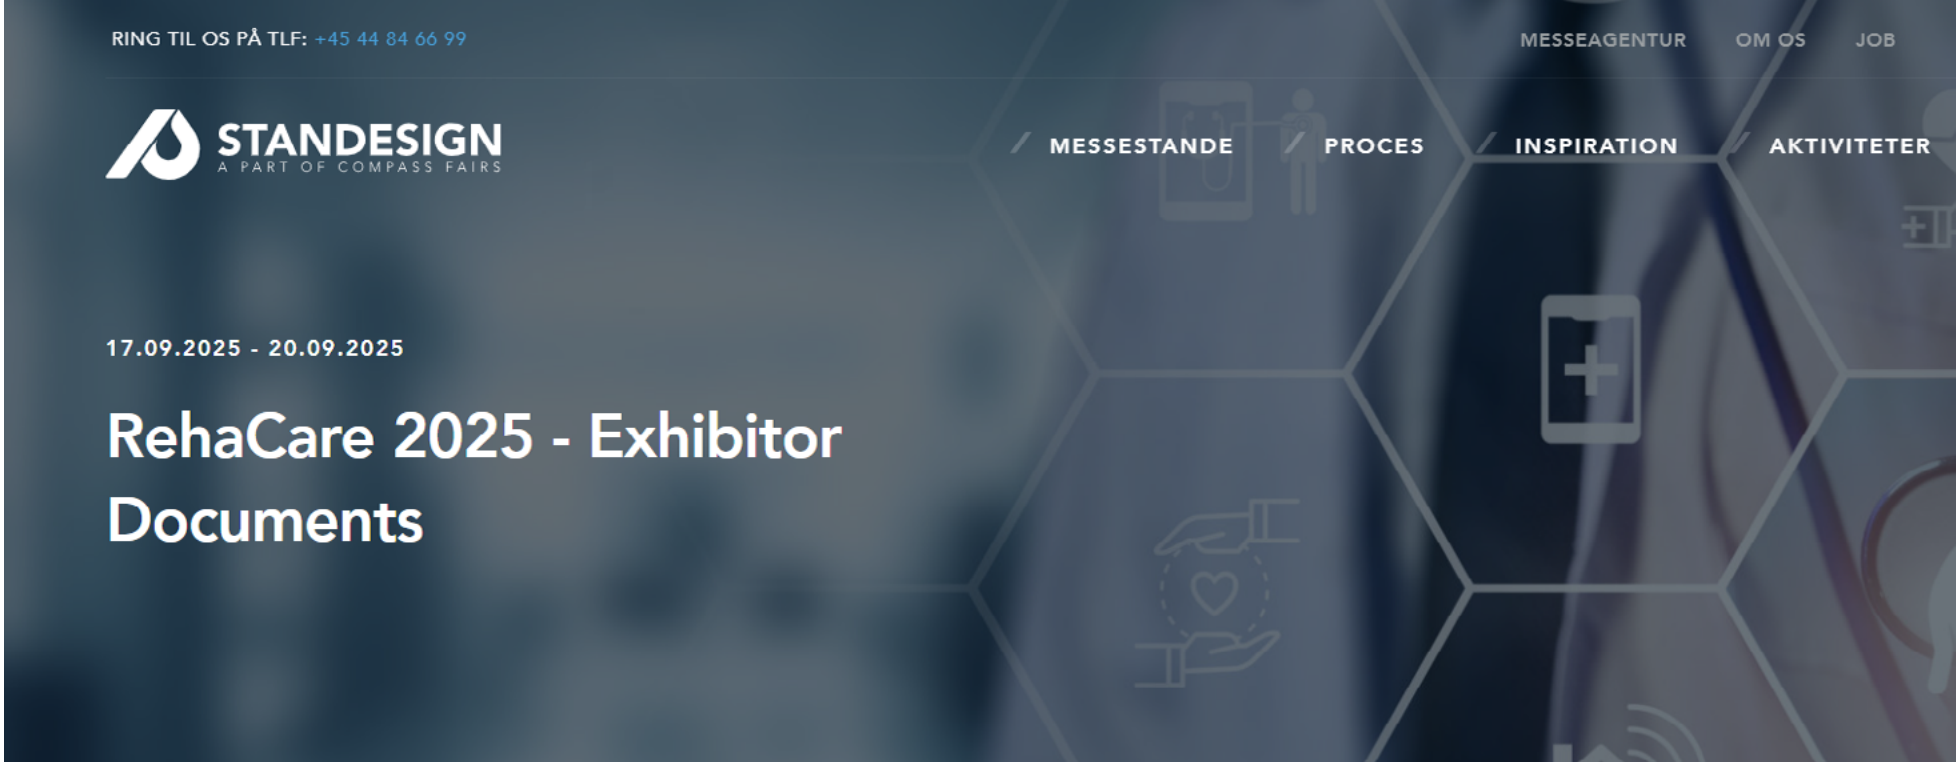 RING TIL OS PÅ TLF: +45 44 84 66 99
MESSEAGENTUR OM OS JOB
STANDESIGN
A PART OF COMPASS FAIRS
MESSESTANDE PROCES INSPIRATION AKTIVITETER
17.09.2025 - 20.09.2025
RehaCare 2025 - Exhibitor
Documents